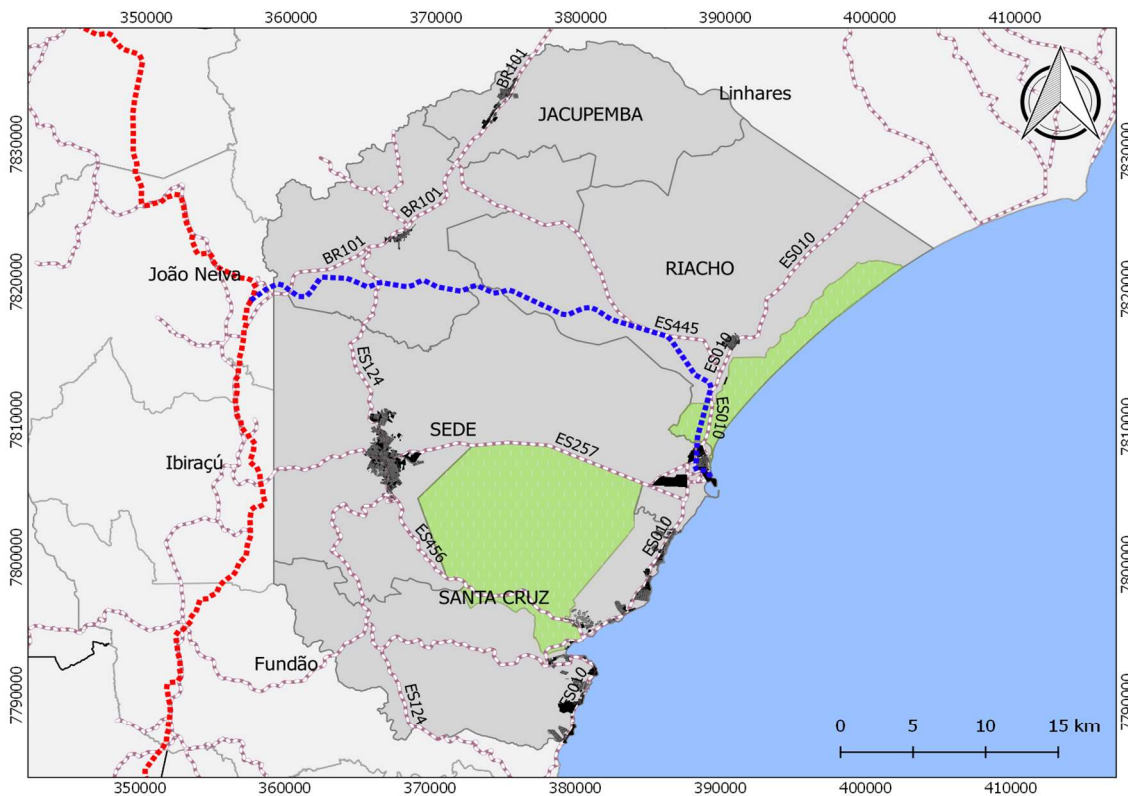 350000 360000 370000 380000 390000 400000 410000
7830000
7820000
7810000
7800000
7790000
7830000
7820000
7810000
7800000
7790000
BR101
Linhares
JACUPEMBA
BR101
BR101
ES010
João Neiva
RIACHO
ES445
ES010
ES124
ES010
SEDE
ES257
Ibiraçú
ES456
ES010
SANTA CRUZ
Fundão
ES010
ES124
0 5 10 15 km
350000 360000 370000 380000 390000 400000 410000